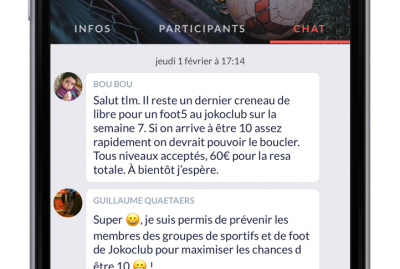 INFOS PARTICIPANTS CHAT
jeudi 1 février à 17:14
BOU BOU
Salut tlm. Il reste un dernier creneau de
libre pour un foot5 au jokoclub sur la
semaine 7. Si on arrive à être 10 assez
rapidement on devrait pouvoir le boucler.
Tous niveaux acceptés, 60€ pour la resa
totale. À bientôt j'espère.
GUILLAUME QUAETAERS
Super 😀, je suis permis de prévenir les
membres des groupes de sportifs et de foot
de Jokoclub pour maximiser les chances d
être 10 😀 !